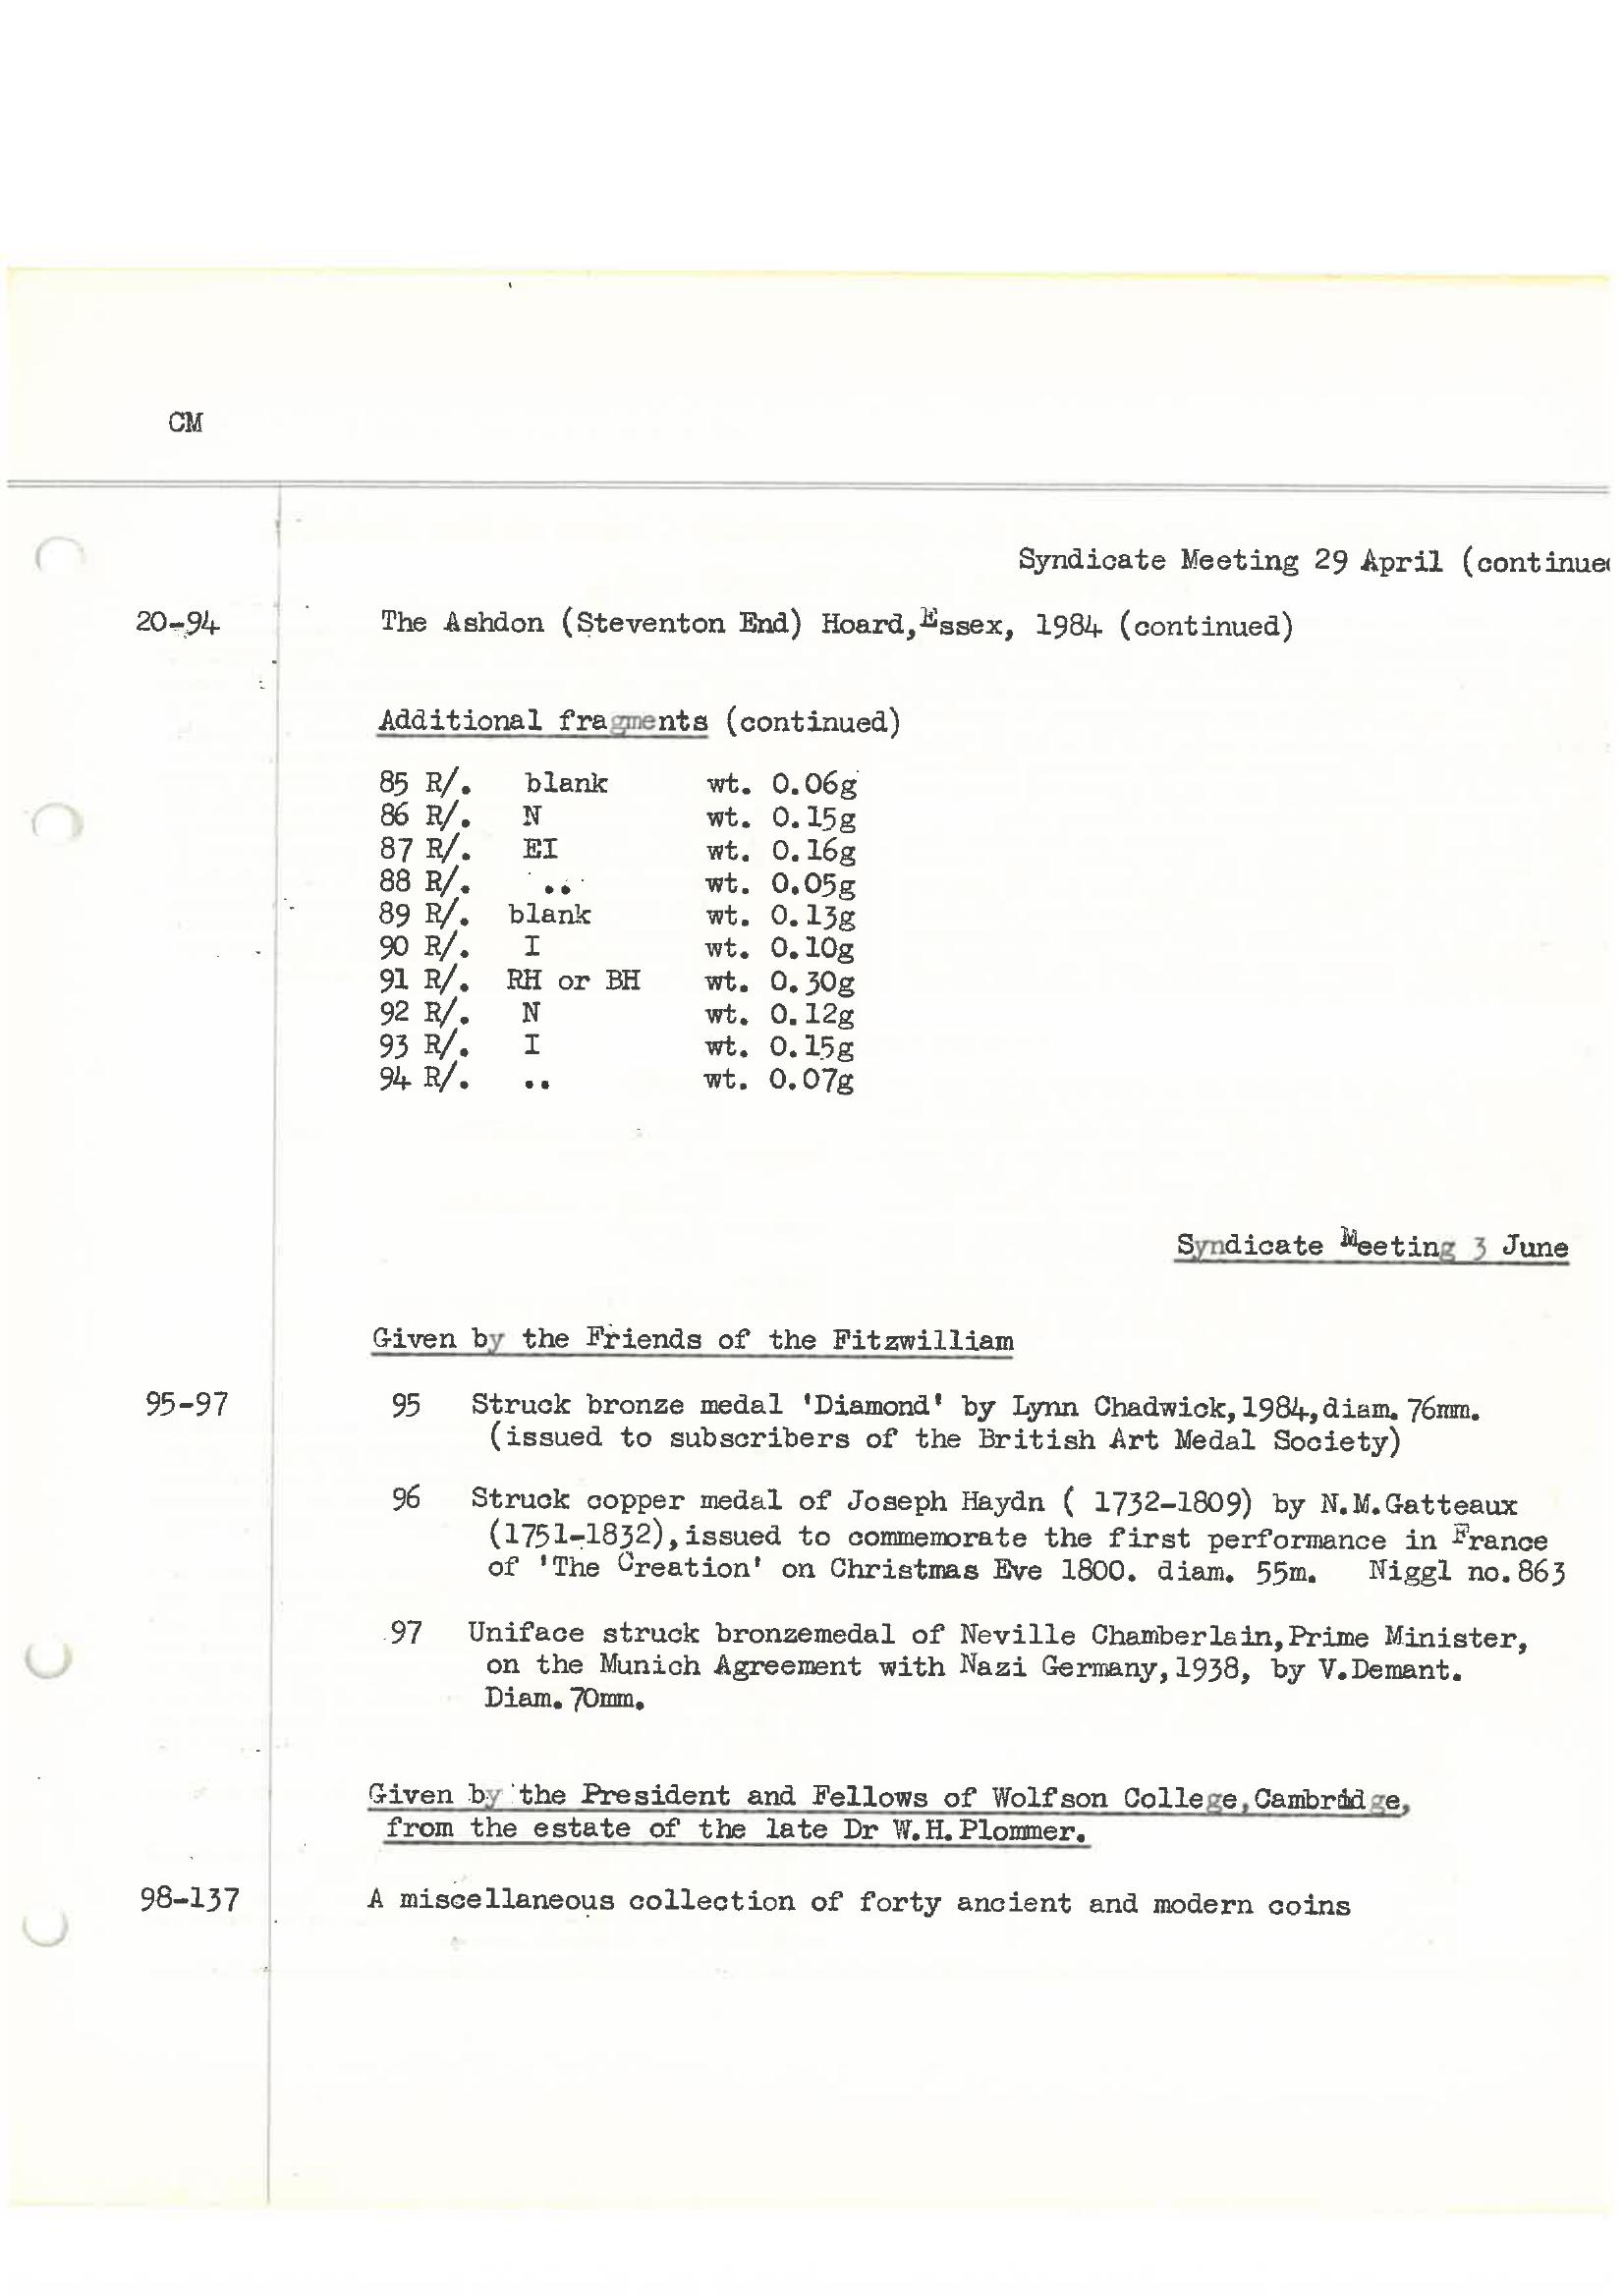 CM
Syndicate Meeting 29 April (continue
20-94 The Ashdon (Steventon End) Hoard, Essex, 1984 (continued)
Additional fragments (continued)
85 R/. blank wt. 0.06g
86 R/. N wt. 0.15g
87 R/. EI wt. 0.16g
88 R/. .. wt. 0.05g
89 R/. blank wt. 0.13g
90 R/. I wt. 0.10g
91 R/. RH or BH wt. 0.30g
92 R/. N wt. 0.12g
93 R/. I wt. 0.15g
94 R/. .. wt. 0.07g
Syndicate Meeting 3 June
Given by the Friends of the Fitzwilliam
95-97 95 Struck bronze medal 'Diamond' by Lynn Chadwick,1984,diam. 76mm.
(issued to subscribers of the British Art Medal Society)
96 Struck copper medal of Joseph Haydn ( 1732-1809) by N.M.Gatteaux
(1751-1832),issued to commemorate the first performance in France
of 'The Creation' on Christmas Eve 1800. diam. 55m. Niggl no.863
97 Uniface struck bronzemedal of Neville Chamberlain,Prime Minister,
on the Munich Agreement with Nazi Germany,1938, by V.Demant.
Diam.70mm.
Given by the President and Fellows of Wolfson College,Cambridge,
from the estate of the late Dr W.H.Plommer.
98-137 A miscellaneous collection of forty ancient and modern coins